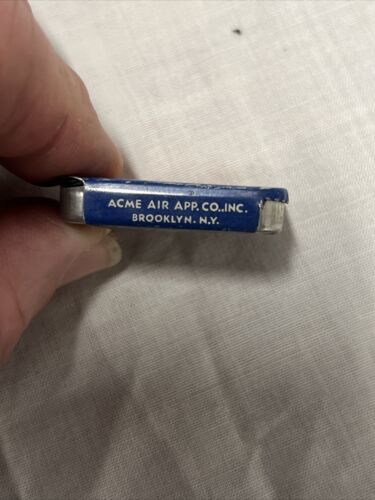 ACME AIR APP. CO., INC.
BROOKLYN. N.Y.